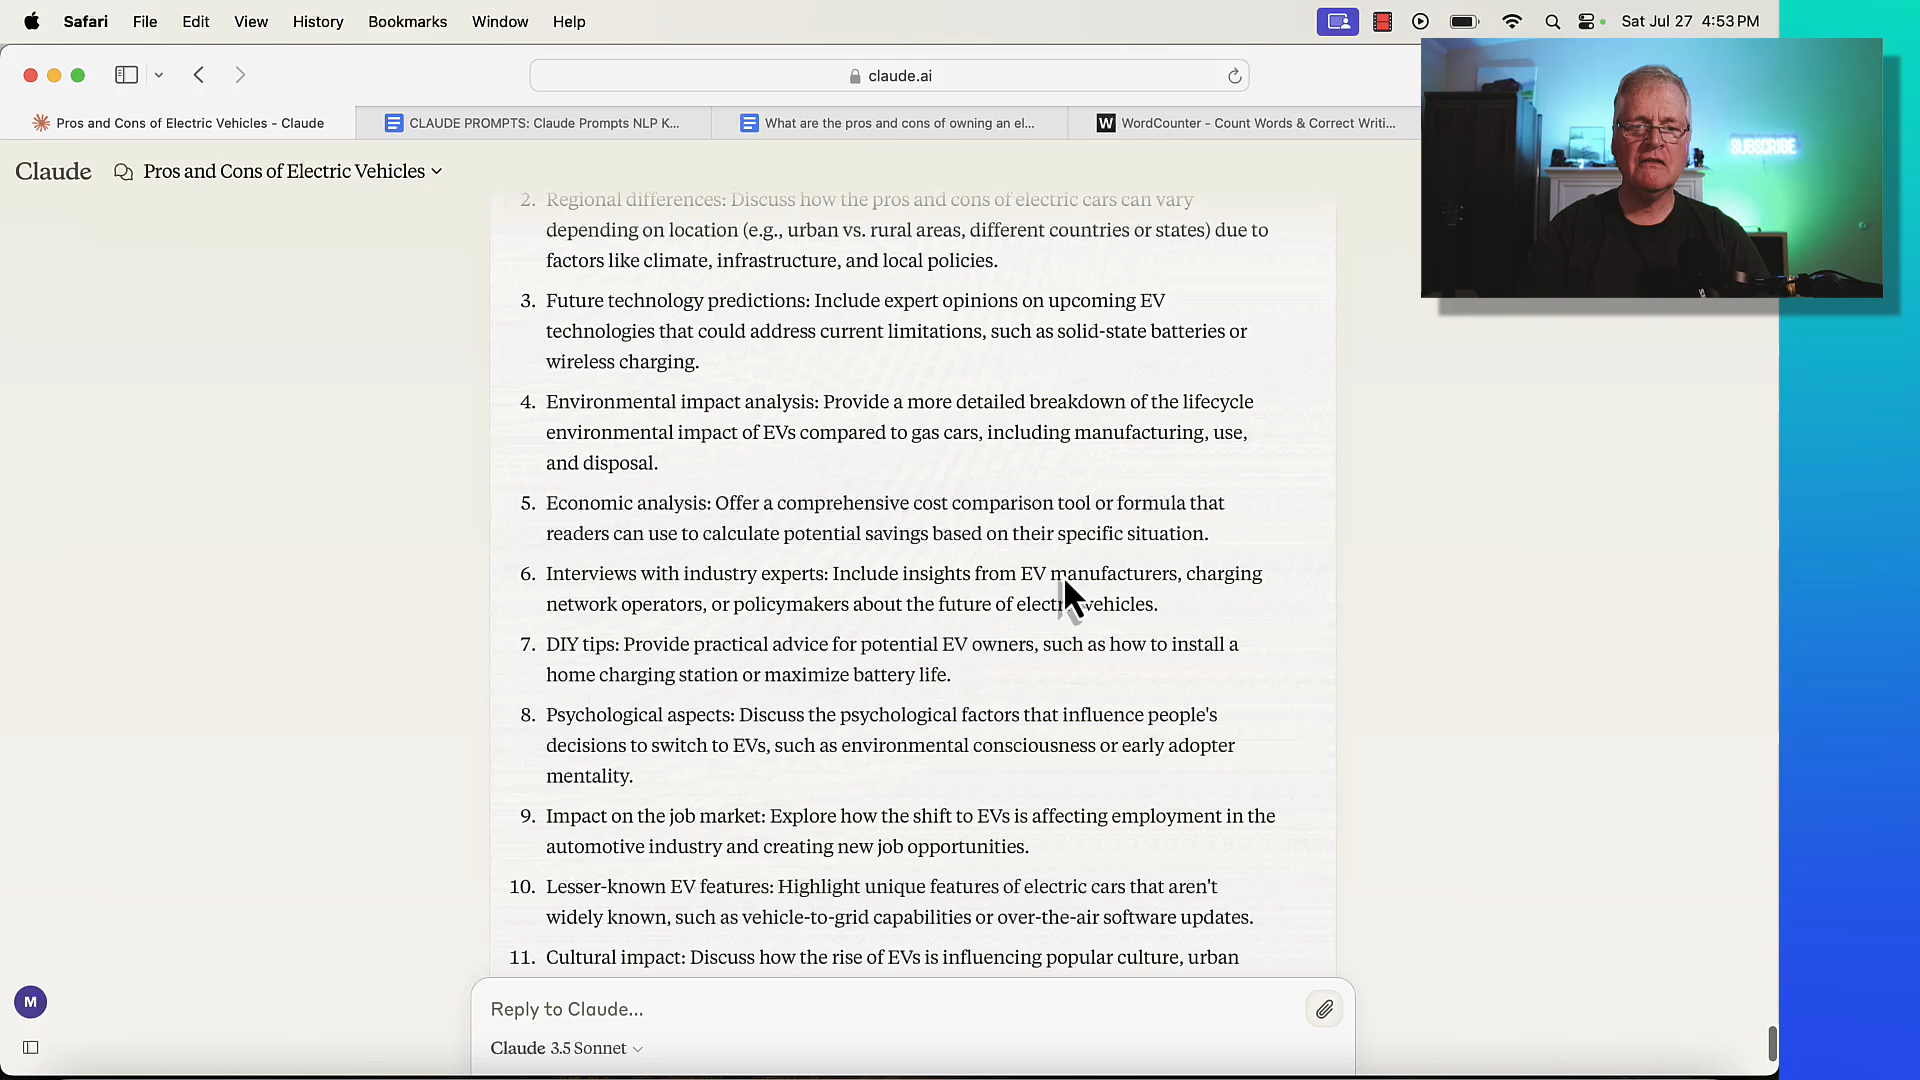 Safari File Edit View History Bookmarks Window Help Sat Jul 27 4:53 PM
claude.ai
Pros and Cons of Electric Vehicles - Claude
CLAUDE PROMPTS: Claude Prompts NLP K...
What are the pros and cons of owning an el...
W WordCounter - Count Words & Correct Writi...
SUBSCRIBE
Claude Pros and Cons of Electric Vehicles
2. Regional differences: Discuss how the pros and cons of electric cars can vary
depending on location (e.g., urban vs. rural areas, different countries or states) due to
factors like climate, infrastructure, and local policies.
3. Future technology predictions: Include expert opinions on upcoming EV
technologies that could address current limitations, such as solid-state batteries or
wireless charging.
4. Environmental impact analysis: Provide a more detailed breakdown of the lifecycle
environmental impact of EVs compared to gas cars, including manufacturing, use,
and disposal.
5. Economic analysis: Offer a comprehensive cost comparison tool or formula that
readers can use to calculate potential savings based on their specific situation.
6. Interviews with industry experts: Include insights from EV manufacturers, charging
network operators, or policymakers about the future of electric vehicles.
7. DIY tips: Provide practical advice for potential EV owners, such as how to install a
home charging station or maximize battery life.
8. Psychological aspects: Discuss the psychological factors that influence people's
decisions to switch to EVs, such as environmental consciousness or early adopter
mentality.
9. Impact on the job market: Explore how the shift to EVs is affecting employment in the
automotive industry and creating new job opportunities.
10. Lesser-known EV features: Highlight unique features of electric cars that aren't
widely known, such as vehicle-to-grid capabilities or over-the-air software updates.
11. Cultural impact: Discuss how the rise of EVs is influencing popular culture, urban
M
Reply to Claude...
Claude 3.5 Sonnet